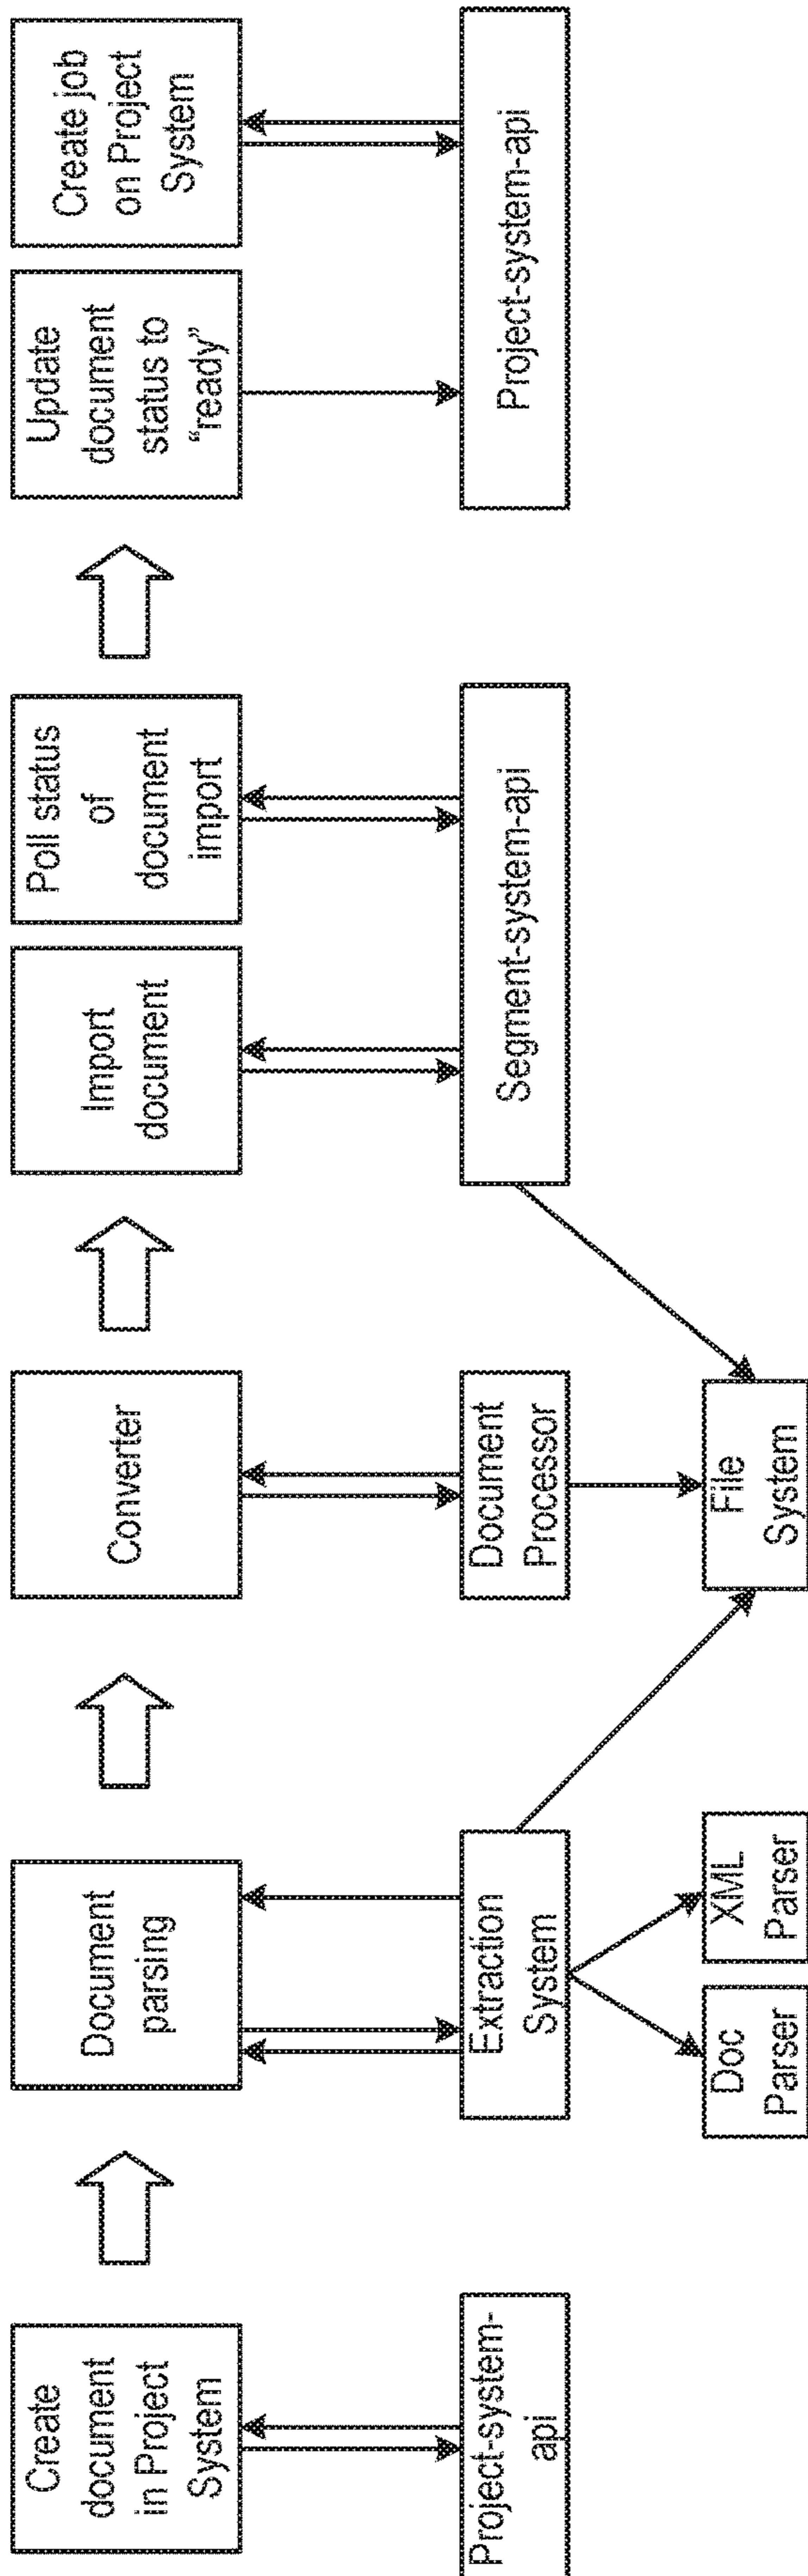 Create
document
in Project
System
Document
parsing
Converter
Import
document
Poll status
of
document
import
Update
document
status to
“ready”
Create job
on Project
System
Project-system-
api
Extraction
System
Document
Processor
Segment-system-api
Project-system-api
Doc
Parser
XML
Parser
File
System